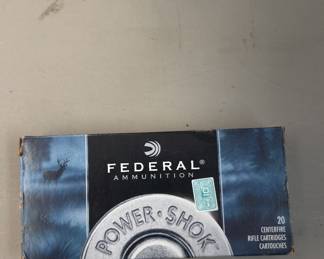 FEDERAL®
AMMUNITION
POWER·SHOK
20
CENTERFIRE
RIFLE CARTRIDGES
CARTOUCHES